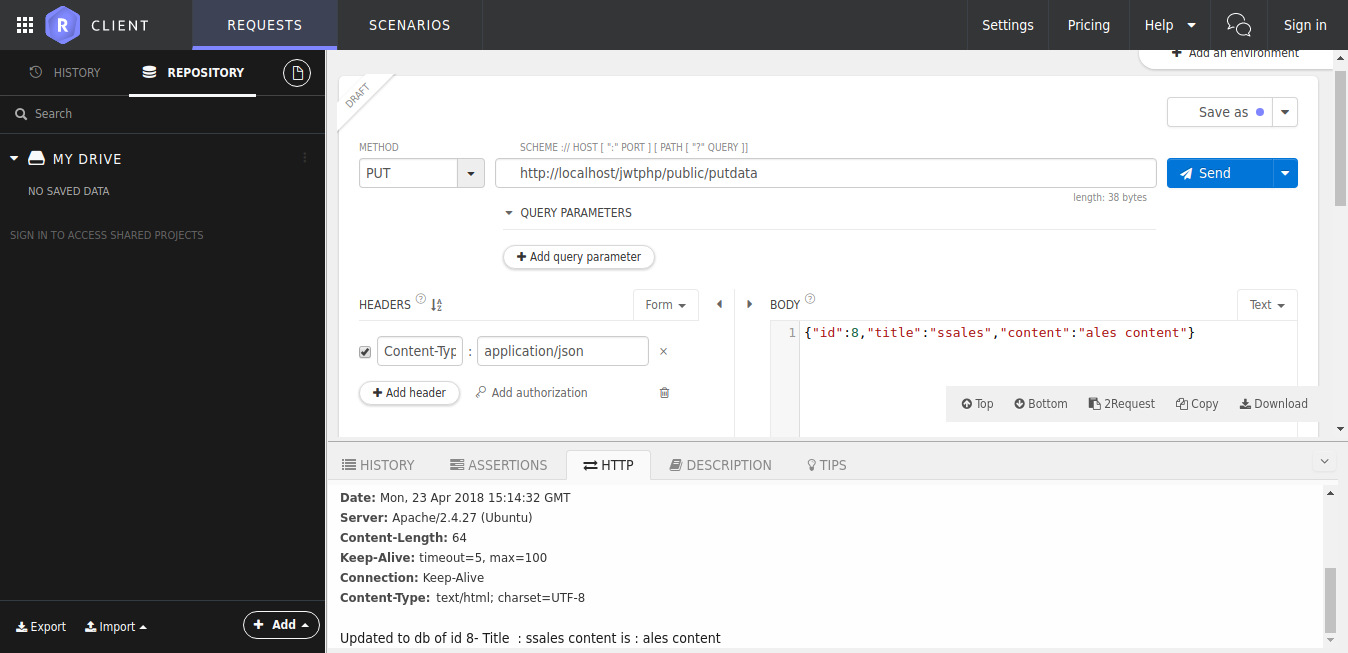 R CLIENT REQUESTS SCENARIOS Settings Pricing Help Sign in
HISTORY REPOSITORY
Add an environment
Search
MY DRIVE
NO SAVED DATA
SIGN IN TO ACCESS SHARED PROJECTS
Export Import Add
DRAFT
Save as
METHOD SCHEME :// HOST [ ":" PORT ] [ PATH [ "?" QUERY ]]
PUT http://localhost/jwtphp/public/putdata Send
length: 38 bytes
QUERY PARAMETERS
Add query parameter
HEADERS ? Form BODY ? Text
1 {"id":8,"title":"ssales","content":"ales content"}
Content-Typ : application/json ×
Add header Add authorization
Top Bottom 2Request Copy Download
HISTORY ASSERTIONS HTTP DESCRIPTION TIPS
Date: Mon, 23 Apr 2018 15:14:32 GMT
Server: Apache/2.4.27 (Ubuntu)
Content-Length: 64
Keep-Alive: timeout=5, max=100
Connection: Keep-Alive
Content-Type: text/html; charset=UTF-8
Updated to db of id 8- Title : ssales content is : ales content